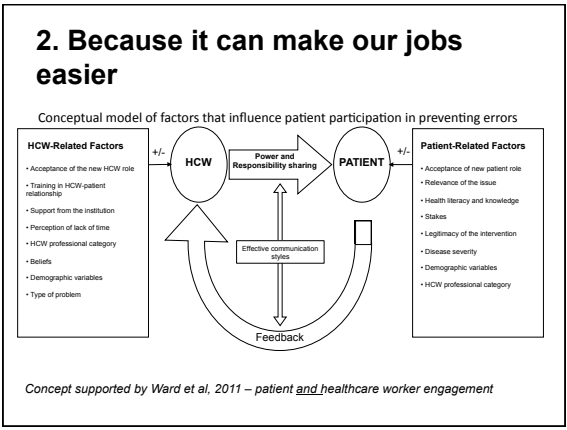 2. Because it can make our jobs
easier
Conceptual model of factors that influence patient participation in preventing errors
HCW-Related Factors
• Acceptance of the new HCW role
• Training in HCW-patient
relationship
• Support from the institution
• Perception of lack of time
• HCW professional category
• Beliefs
• Demographic variables
• Type of problem
+/-
HCW
Power and
Responsibility sharing
PATIENT
+/-
Patient-Related Factors
• Acceptance of new patient role
• Relevance of the issue
• Health literacy and knowledge
• Stakes
• Legitimacy of the intervention
• Disease severity
• Demographic variables
• HCW professional category
Effective communication
styles
Feedback
Concept supported by Ward et al, 2011 – patient and healthcare worker engagement